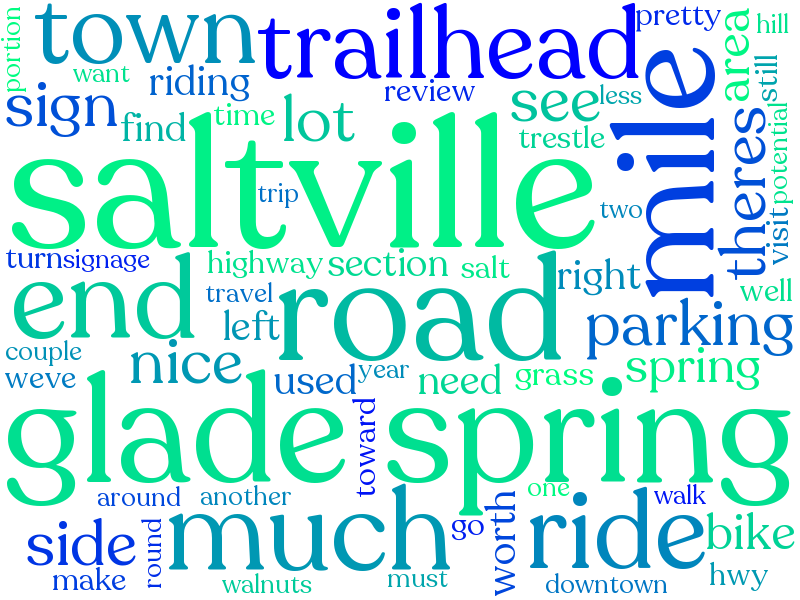 portion
town
trailhead
pretty
hill
want
riding
review
sign
find
time
lot
see
less
trestle
mile
area
still
potential
theres
visit
saltville
trip
two
turn
signage
end
highway
section
salt
right
well
travel
left
road
parking
couple
weve
nice
used
year
need
grass
spring
glade spring
toward
around
another
one
walk
side
much
go
worth
ride
bike
make
round
walnuts
must
downtown
hwy